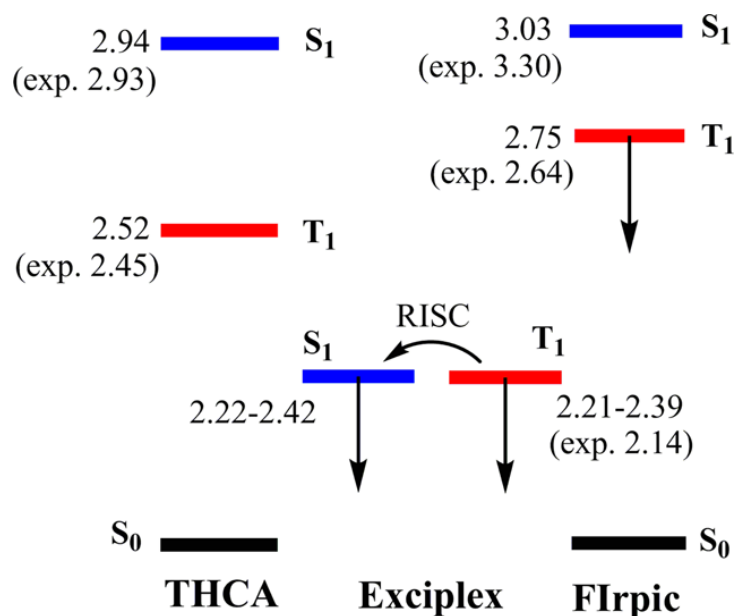 2.94 S1
(exp. 2.93)
3.03 S1
(exp. 3.30)
2.75 T1
(exp. 2.64)
2.52 T1
(exp. 2.45)
RISC
S1 T1
2.22-2.42
2.21-2.39
(exp. 2.14)
S0 S0
THCA Exciplex FIrpic